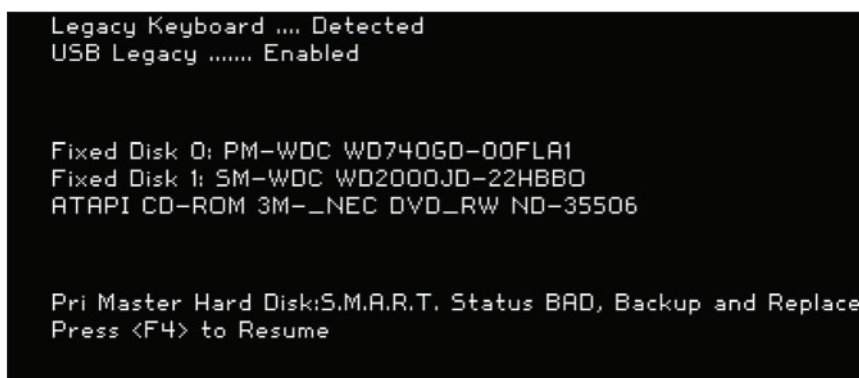 Legacy Keyboard .... Detected
USB Legacy ....... Enabled
Fixed Disk 0: PM-WDC WD740GD-00FLA1
Fixed Disk 1: SM-WDC WD2000JD-22HBB0
ATAPI CD-ROM 3M-_NEC DVD_RW ND-3550G
Pri Master Hard Disk:S.M.A.R.T. Status BAD, Backup and Replace
Press <F4> to Resume